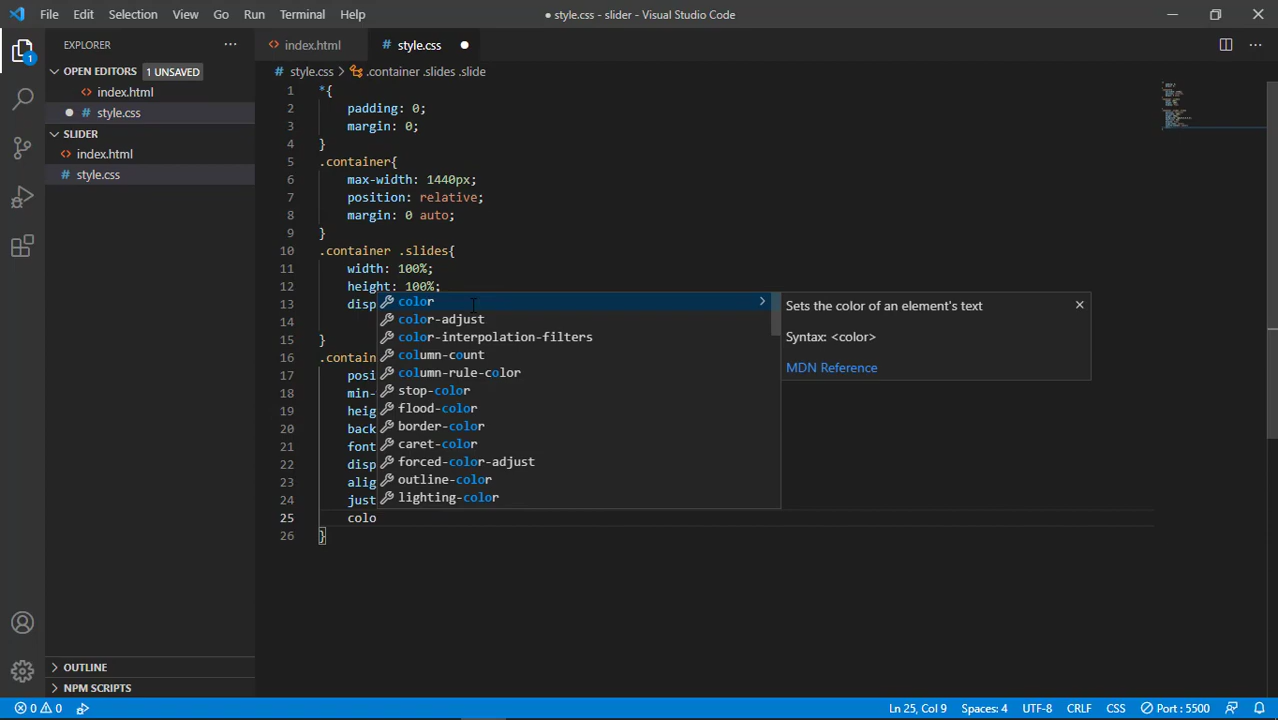 File Edit Selection View Go Run Terminal Help
● style.css - slider - Visual Studio Code
EXPLORER
index.html
style.css
OPEN EDITORS 1 UNSAVED
index.html
style.css
SLIDER
index.html
style.css
OUTLINE
NPM SCRIPTS
1
style.css > .container .slides .slide
1 *{
2 padding: 0;
3 margin: 0;
4 }
5 .container{
6 max-width: 1440px;
7 position: relative;
8 margin: 0 auto;
9 }
10 .container .slides{
11 width: 100%;
12 height: 100%;
13 disp
14
15 }
16 .contain
17 posi
18 min-
19 heig
20 back
21 font
22 disp
23 alig
24 just
25 colo
26 }
color
color-adjust
color-interpolation-filters
column-count
column-rule-color
stop-color
flood-color
border-color
caret-color
forced-color-adjust
outline-color
lighting-color
Sets the color of an element's text
Syntax: <color>
MDN Reference
0 0 Ln 25, Col 9 Spaces: 4 UTF-8 CRLF CSS Port : 5500